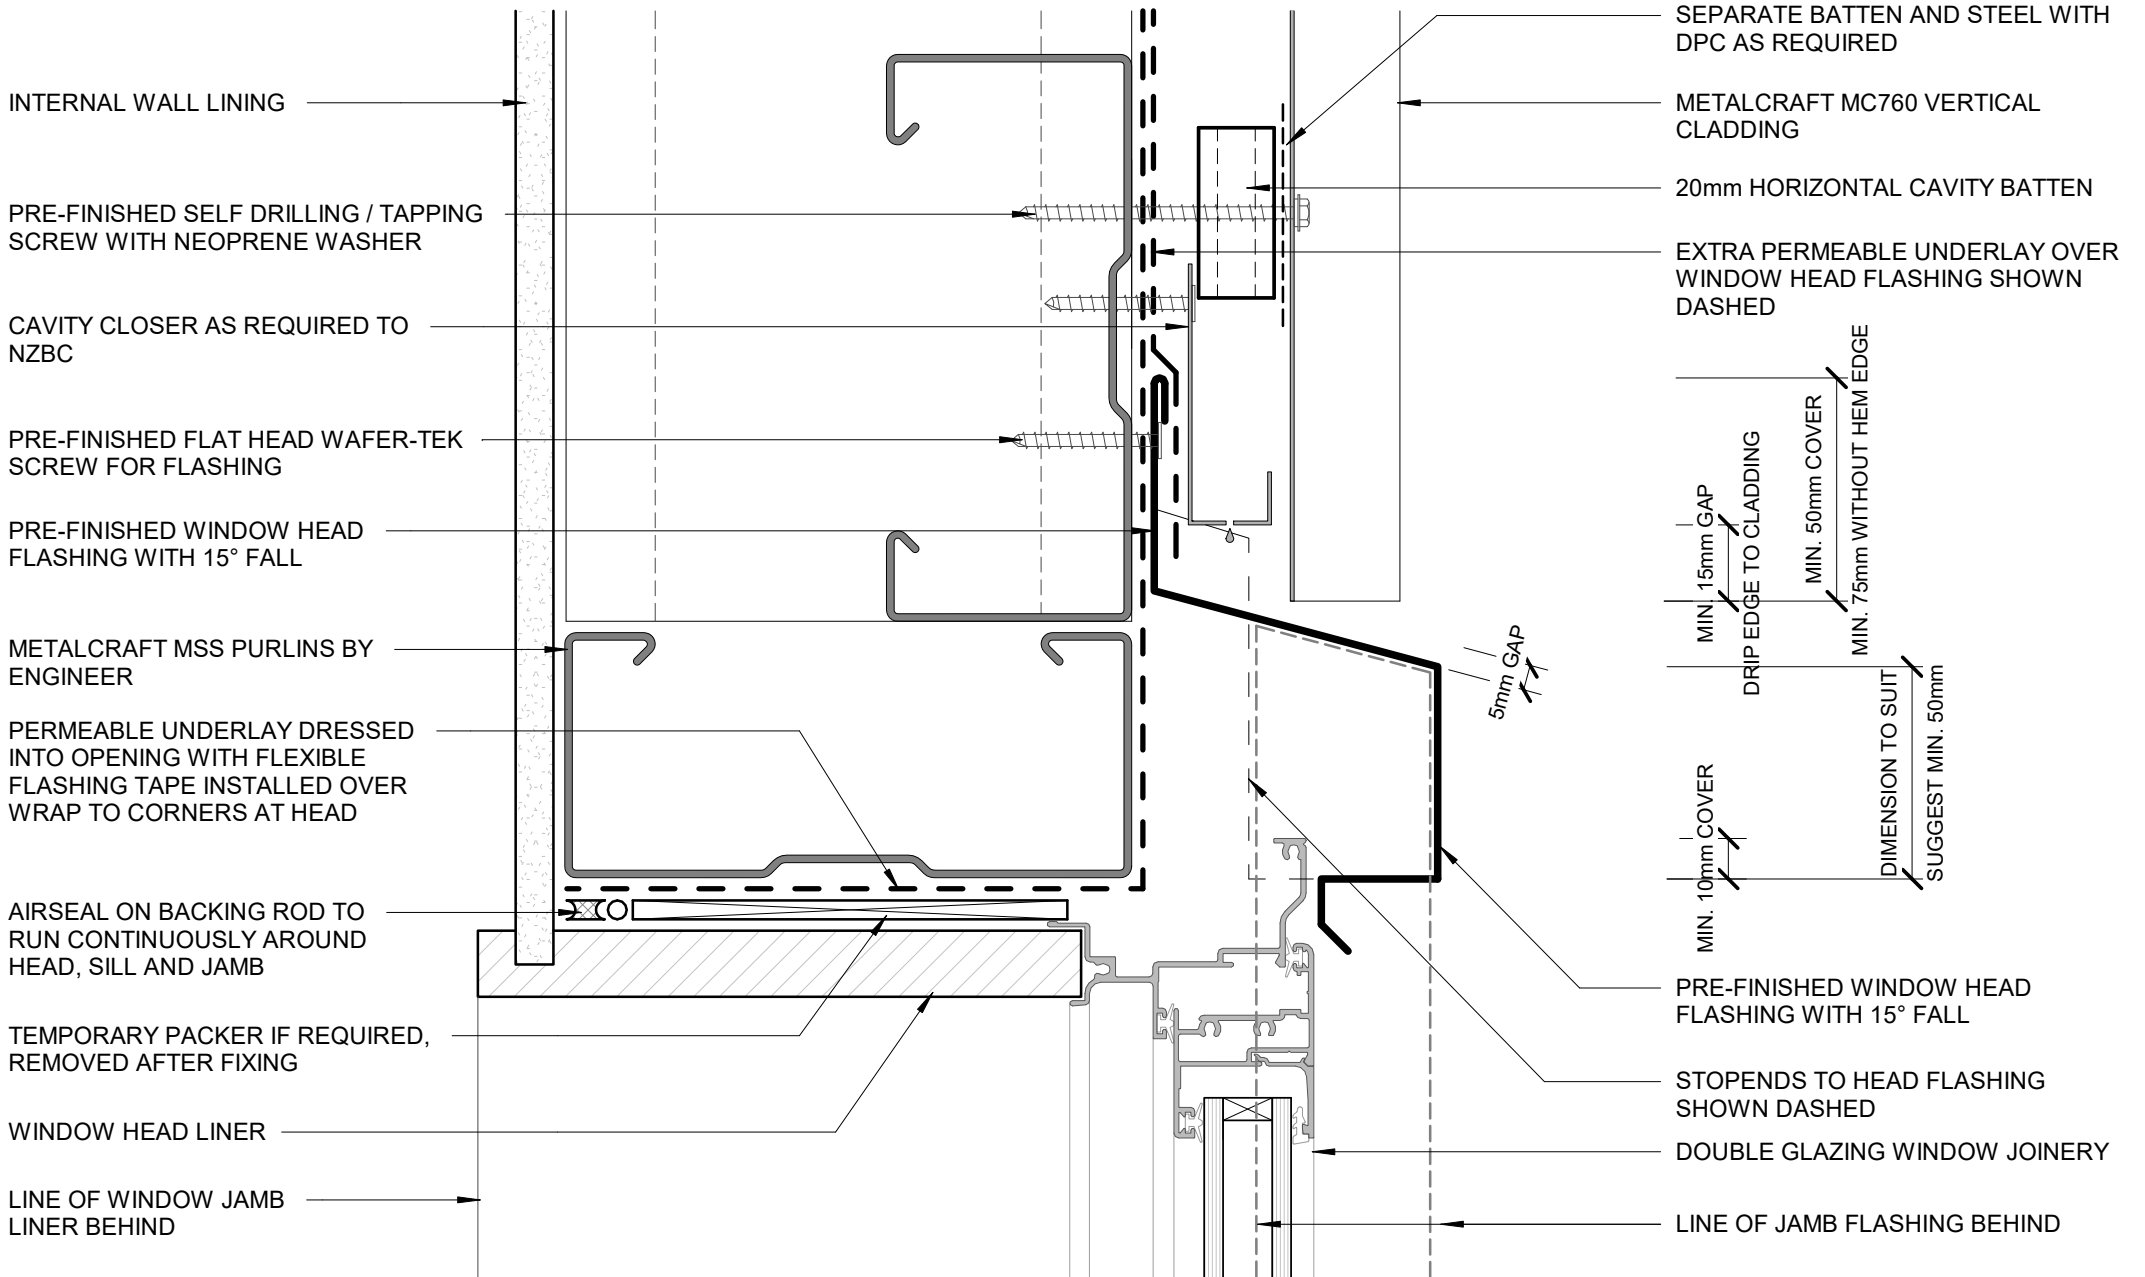 INTERNAL WALL LINING
PRE-FINISHED SELF DRILLING / TAPPING
SCREW WITH NEOPRENE WASHER
CAVITY CLOSER AS REQUIRED TO
NZBC
PRE-FINISHED FLAT HEAD WAFER-TEK
SCREW FOR FLASHING
PRE-FINISHED WINDOW HEAD
FLASHING WITH 15° FALL
METALCRAFT MSS PURLINS BY
ENGINEER
PERMEABLE UNDERLAY DRESSED
INTO OPENING WITH FLEXIBLE
FLASHING TAPE INSTALLED OVER
WRAP TO CORNERS AT HEAD
AIRSEAL ON BACKING ROD TO
RUN CONTINUOUSLY AROUND
HEAD, SILL AND JAMB
TEMPORARY PACKER IF REQUIRED,
REMOVED AFTER FIXING
WINDOW HEAD LINER
LINE OF WINDOW JAMB
LINER BEHIND
SEPARATE BATTEN AND STEEL WITH
DPC AS REQUIRED
METALCRAFT MC760 VERTICAL
CLADDING
20mm HORIZONTAL CAVITY BATTEN
EXTRA PERMEABLE UNDERLAY OVER
WINDOW HEAD FLASHING SHOWN
DASHED
MIN. 15mm GAP
DRIP EDGE TO CLADDING
MIN. 50mm COVER
MIN. 75mm WITHOUT HEM EDGE
5mm GAP
MIN. 10mm COVER
DIMENSION TO SUIT
SUGGEST MIN. 50mm
PRE-FINISHED WINDOW HEAD
FLASHING WITH 15° FALL
STOPENDS TO HEAD FLASHING
SHOWN DASHED
DOUBLE GLAZING WINDOW JOINERY
LINE OF JAMB FLASHING BEHIND